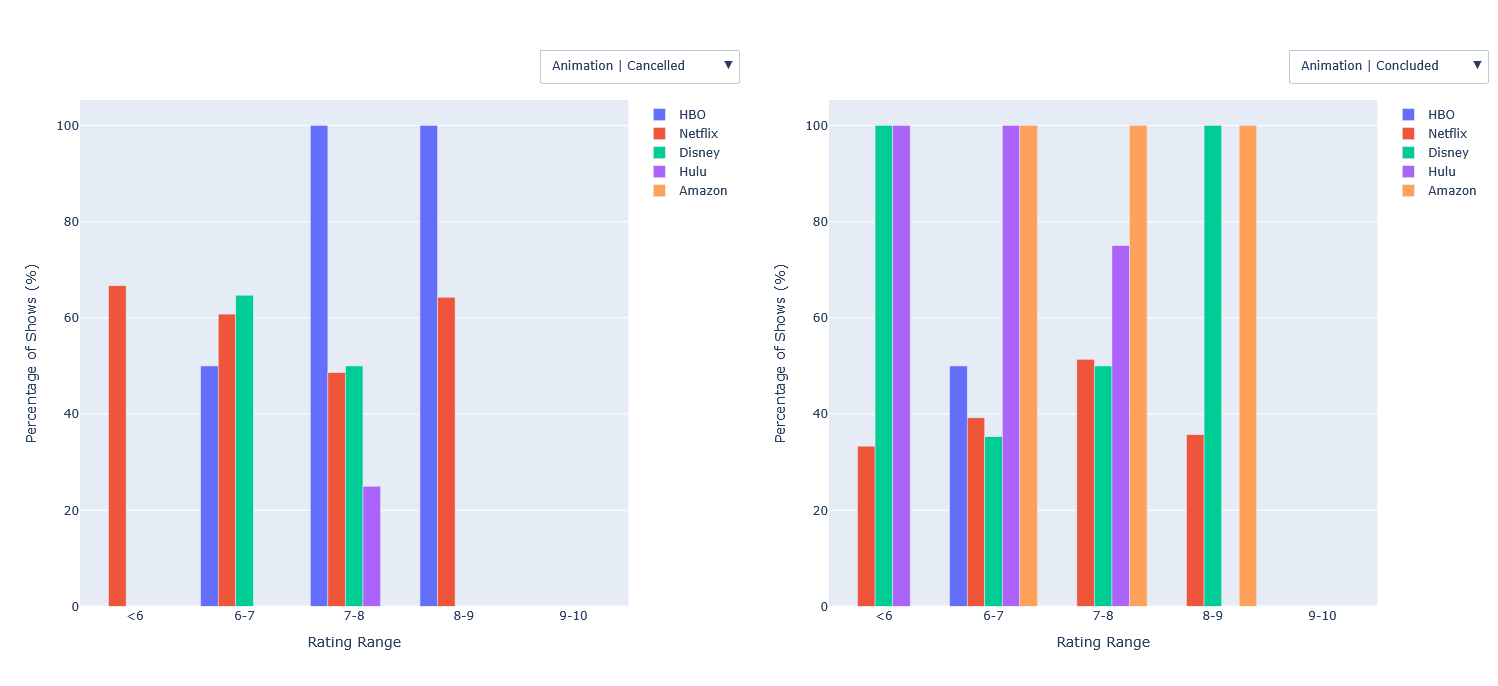 Animation | Cancelled ▼
HBO
Netflix
Disney
Hulu
Amazon
100
80
60
40
20
0
Percentage of Shows (%)
<6 6-7 7-8 8-9 9-10
Rating Range
Animation | Concluded ▼
HBO
Netflix
Disney
Hulu
Amazon
100
80
60
40
20
0
Percentage of Shows (%)
<6 6-7 7-8 8-9 9-10
Rating Range